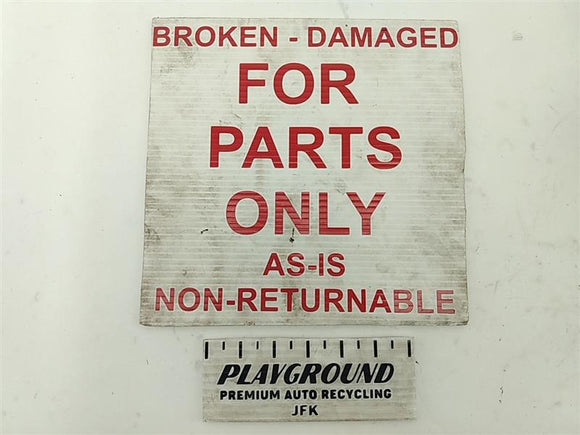 BROKEN - DAMAGED
FOR
PARTS
ONLY
AS-IS
NON-RETURNABLE
PLAYGROUND
PREMIUM AUTO RECYCLING
JFK